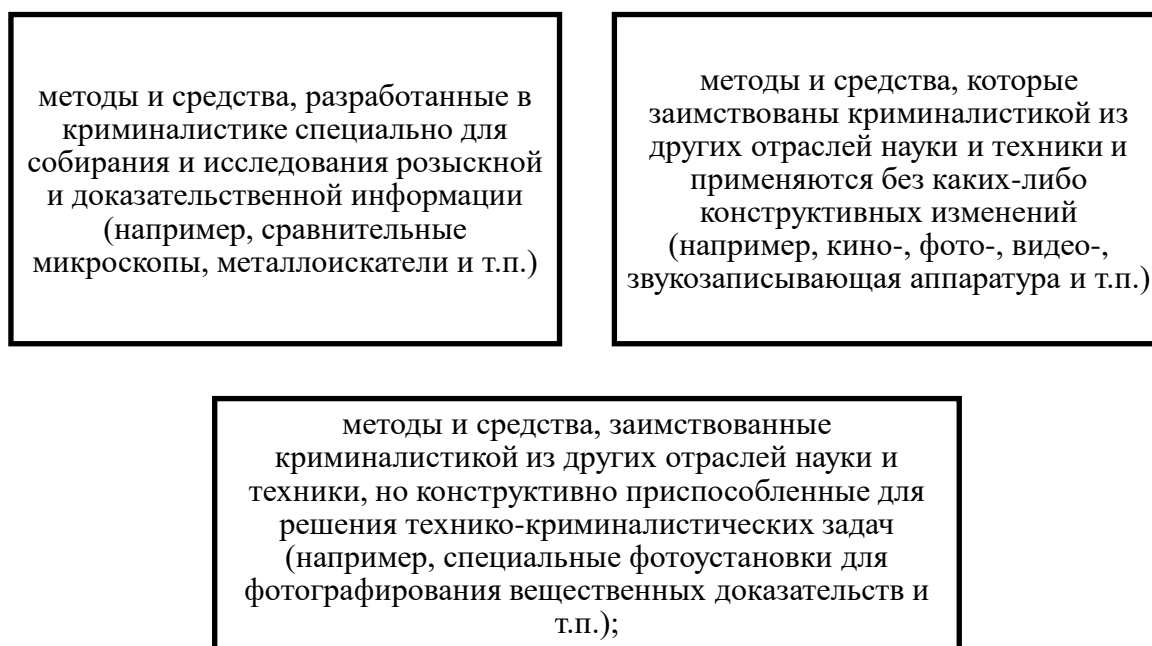 методы и средства, разработанные в
криминалистике специально для
собирания и исследования розыскной
и доказательственной информации
(например, сравнительные
микроскопы, металлоискатели и т.п.)
методы и средства, которые
заимствованы криминалистикой из
других отраслей науки и техники и
применяются без каких-либо
конструктивных изменений
(например, кино-, фото-, видео-,
звукозаписывающая аппаратура и т.п.)
методы и средства, заимствованные
криминалистикой из других отраслей науки и
техники, но конструктивно приспособленные для
решения технико-криминалистических задач
(например, специальные фотоустановки для
фотографирования вещественных доказательств и
т.п.);